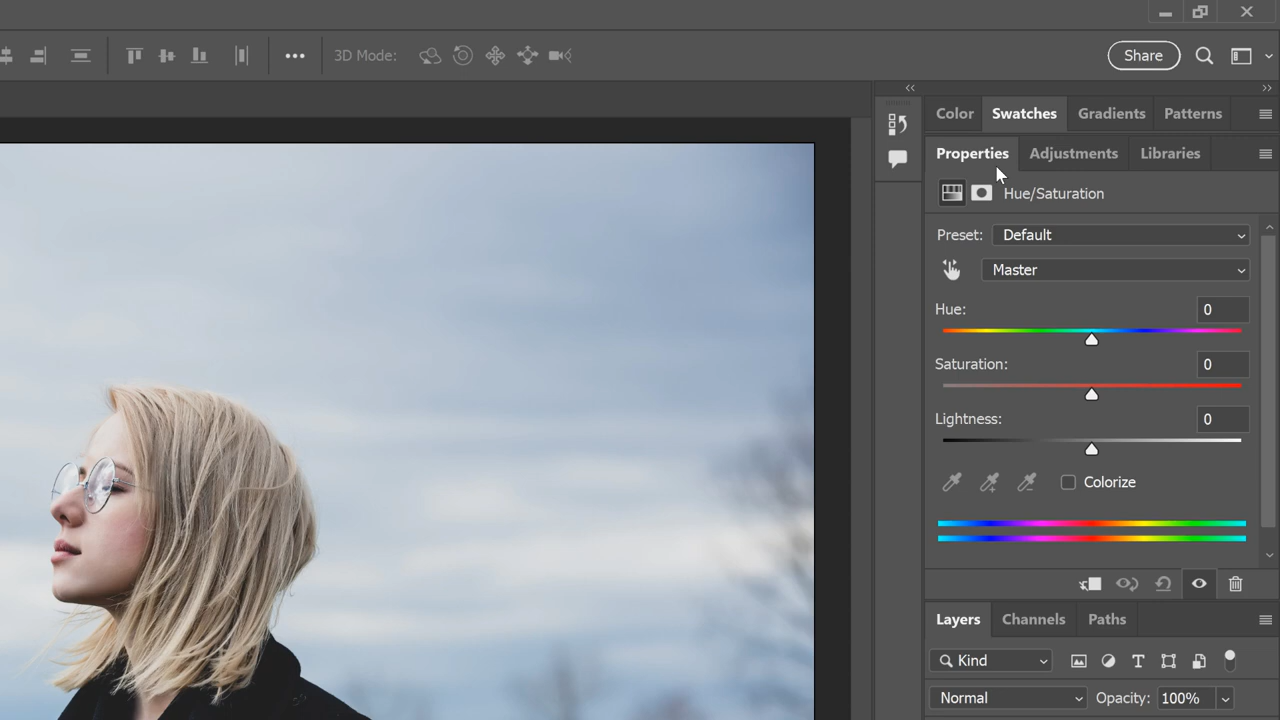 3D Mode:
Share
Color Swatches Gradients Patterns
Properties Adjustments Libraries
Hue/Saturation
Preset: Default
Master
Hue: 0
Saturation: 0
Lightness: 0
Colorize
Layers Channels Paths
Kind
Normal Opacity: 100%